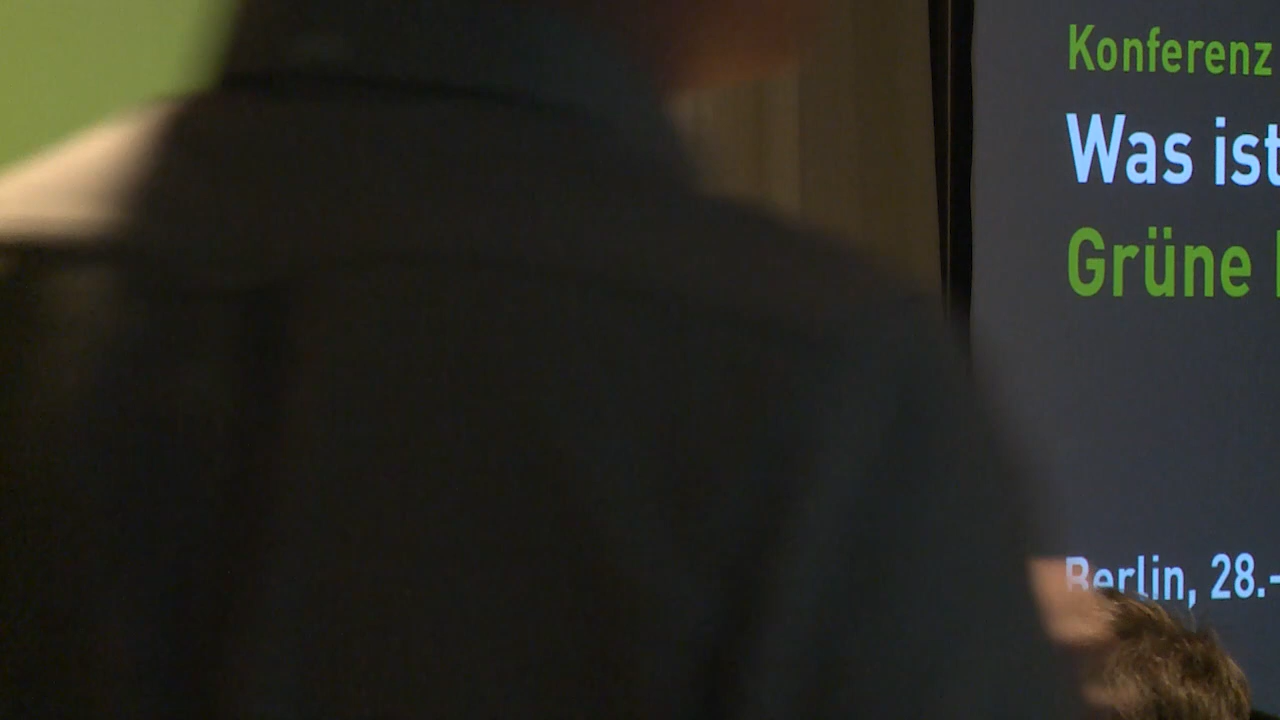 Konferenz
Was ist
Grüne
Berlin, 28.-